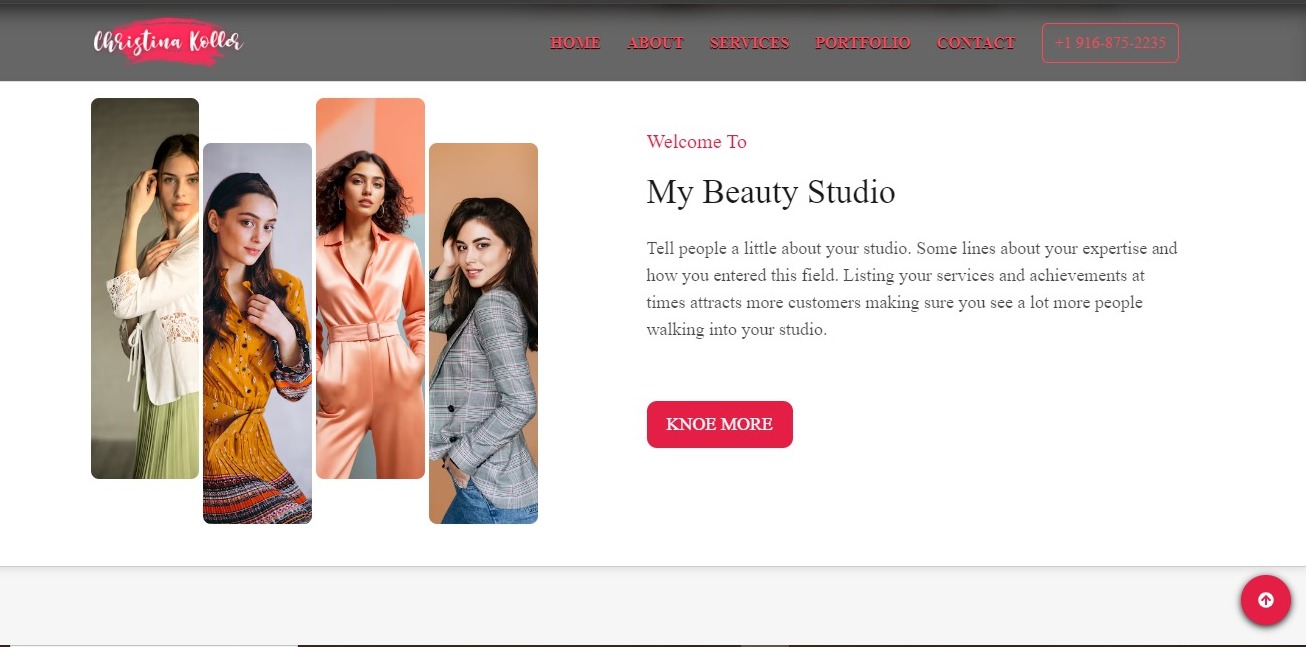 Christina Koller
HOME ABOUT SERVICES PORTFOLIO CONTACT +1 916-875-2235
Welcome To
My Beauty Studio
Tell people a little about your studio. Some lines about your expertise and
how you entered this field. Listing your services and achievements at
times attracts more customers making sure you see a lot more people
walking into your studio.
KNOE MORE